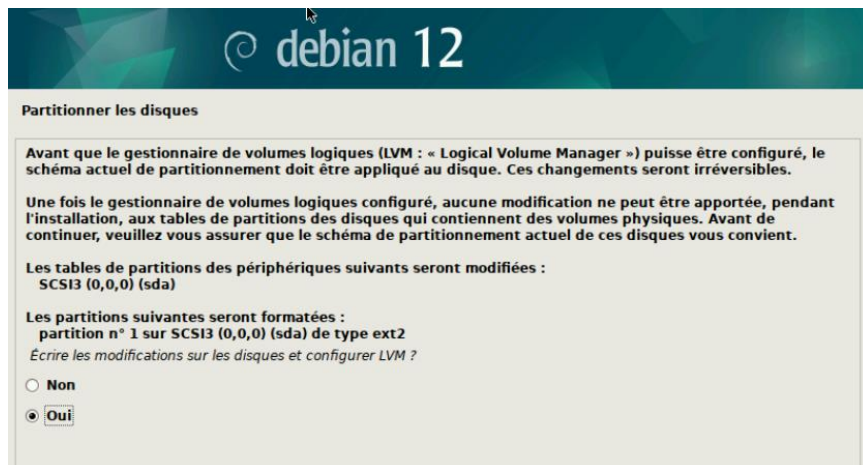 debian 12
Partitionner les disques
Avant que le gestionnaire de volumes logiques (LVM : « Logical Volume Manager ») puisse être configuré, le
schéma actuel de partitionnement doit être appliqué au disque. Ces changements seront irréversibles.
Une fois le gestionnaire de volumes logiques configuré, aucune modification ne peut être apportée, pendant
l'installation, aux tables de partitions des disques qui contiennent des volumes physiques. Avant de
continuer, veuillez vous assurer que le schéma de partitionnement actuel de ces disques vous convient.
Les tables de partitions des périphériques suivants seront modifiées :
SCSI3 (0,0,0) (sda)
Les partitions suivantes seront formatées :
partition n° 1 sur SCSI3 (0,0,0) (sda) de type ext2
Écrire les modifications sur les disques et configurer LVM ?
Non
Oui